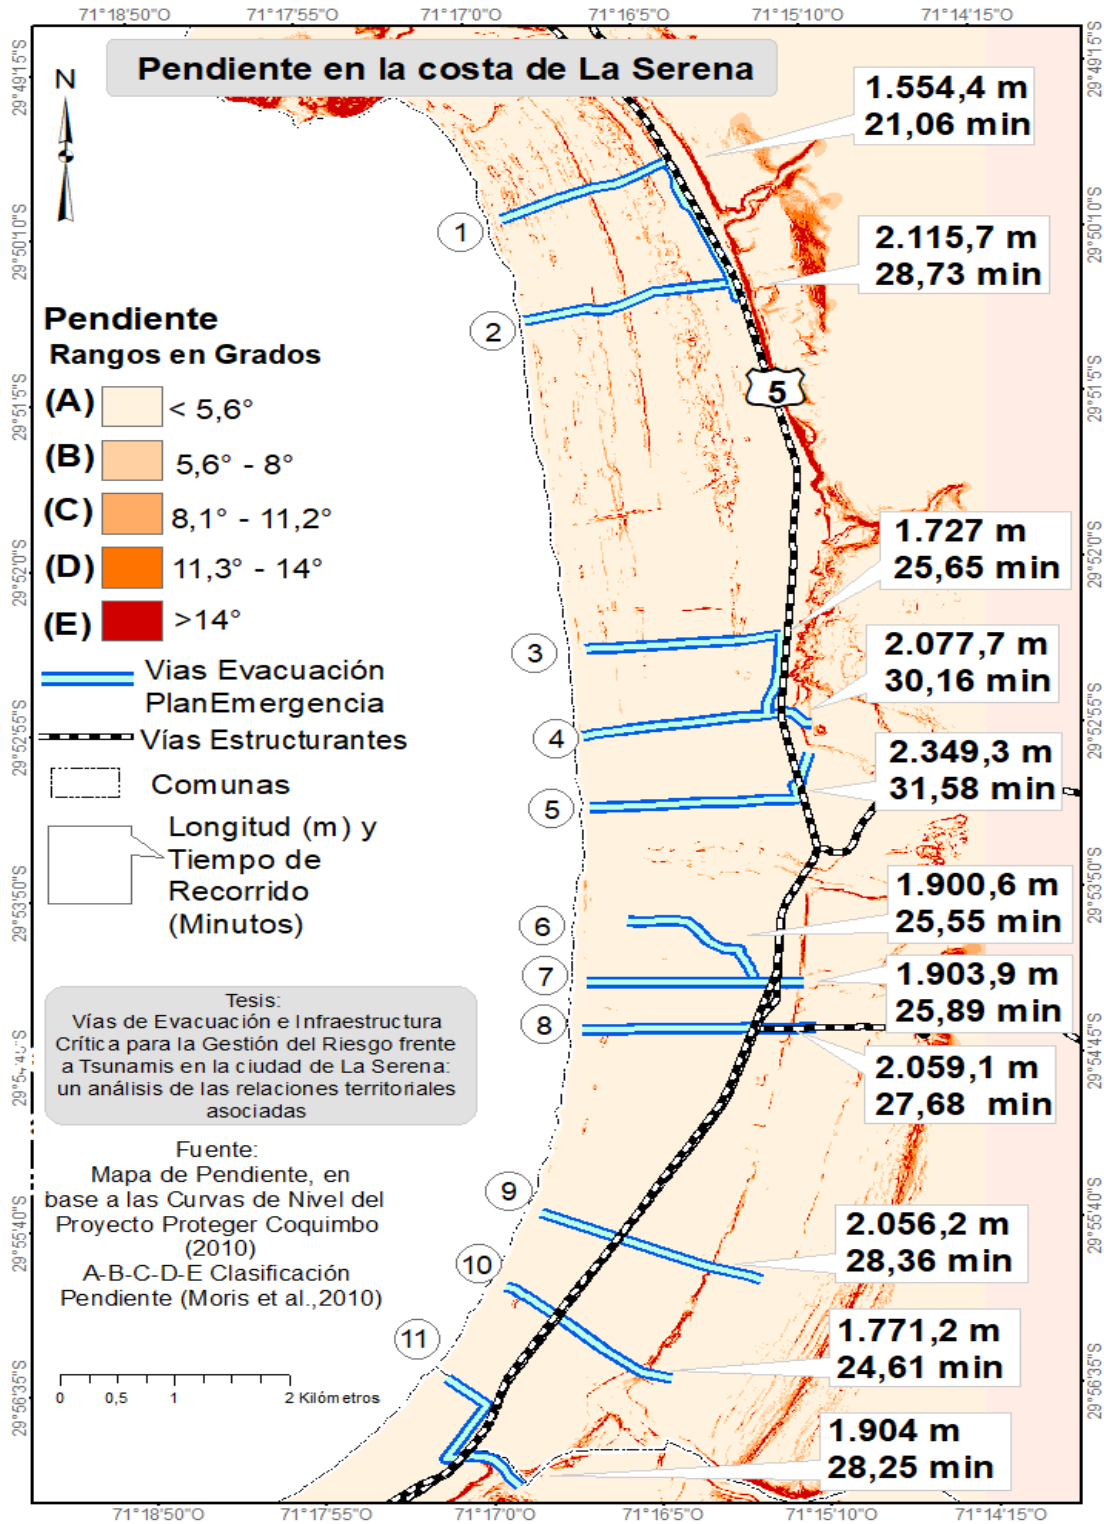 71°18'50"O 71°17'55"O 71°17'0"O 71°16'5"O 71°15'10"O 71°14'15"O
Pendiente en la costa de La Serena
N
29°49'15"S
29°50'10"S
29°51'5"S
29°52'0"S
29°52'55"S
29°53'50"S
29°55'40"S
29°56'35"S
29°49'15"S
29°50'10"S
29°51'5"S
29°52'0"S
29°52'55"S
29°53'50"S
29°54'45"S
29°55'40"S
29°56'35"S
1.554,4 m
21,06 min
1
2.115,7 m
28,73 min
2
5
1.727 m
25,65 min
3
2.077,7 m
30,16 min
4
2.349,3 m
31,58 min
5
1.900,6 m
25,55 min
6
1.903,9 m
25,89 min
7
2.059,1 m
27,68 min
8
2.056,2 m
28,36 min
9
1.771,2 m
24,61 min
10
1.904 m
28,25 min
11
Pendiente
Rangos en Grados
(A) < 5,6°
(B) 5,6° - 8°
(C) 8,1° - 11,2°
(D) 11,3° - 14°
(E) >14°
Vias Evacuación
PlanEmergencia
Vías Estructurantes
Comunas
Longitud (m) y
Tiempo de
Recorrido
(Minutos)
Tesis:
Vías de Evacuación e Infraestructura
Crítica para la Gestión del Riesgo frente
a Tsunamis en la ciudad de La Serena:
un análisis de las relaciones territoriales
asociadas
Fuente:
Mapa de Pendiente, en
base a las Curvas de Nivel del
Proyecto Proteger Coquimbo
(2010)
A-B-C-D-E Clasificación
Pendiente (Moris et al.,2010)
0 0,5 1 2 Kilómetros
71°18'50"O 71°17'55"O 71°17'0"O 71°16'5"O 71°15'10"O 71°14'15"O